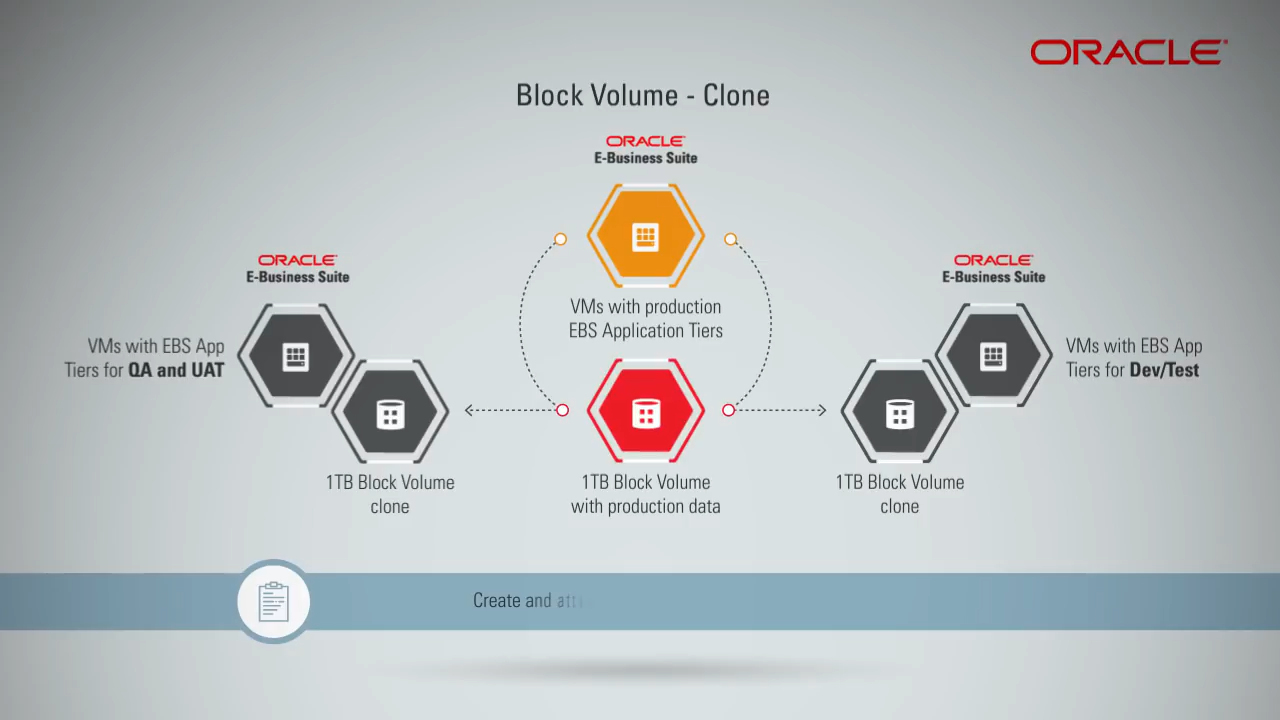 ORACLE
Block Volume - Clone
ORACLE
E-Business Suite
VMs with production
EBS Application Tiers
ORACLE
E-Business Suite
VMs with EBS App
Tiers for QA and UAT
1TB Block Volume
clone
1TB Block Volume
with production data
ORACLE
E-Business Suite
VMs with EBS App
Tiers for Dev/Test
1TB Block Volume
clone
Create and